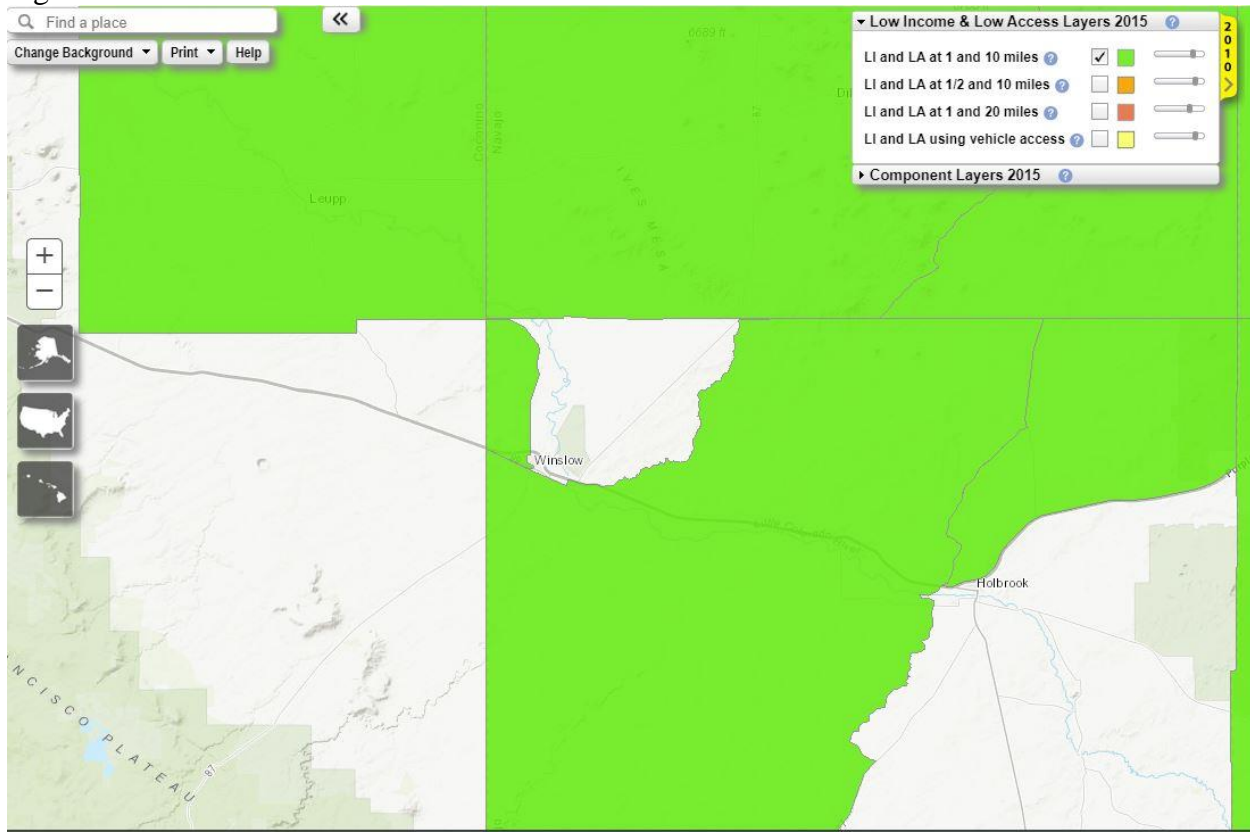 Find a place
Change Background
Print
Help
Low Income & Low Access Layers 2015
LI and LA at 1 and 10 miles
LI and LA at 1/2 and 10 miles
LI and LA at 1 and 20 miles
LI and LA using vehicle access
Component Layers 2015
2010
6689 ft
Coconino
Navajo
Leupp
IVES MESA
Winslow
Little Colorado River
Holbrook
PLATEAU
87